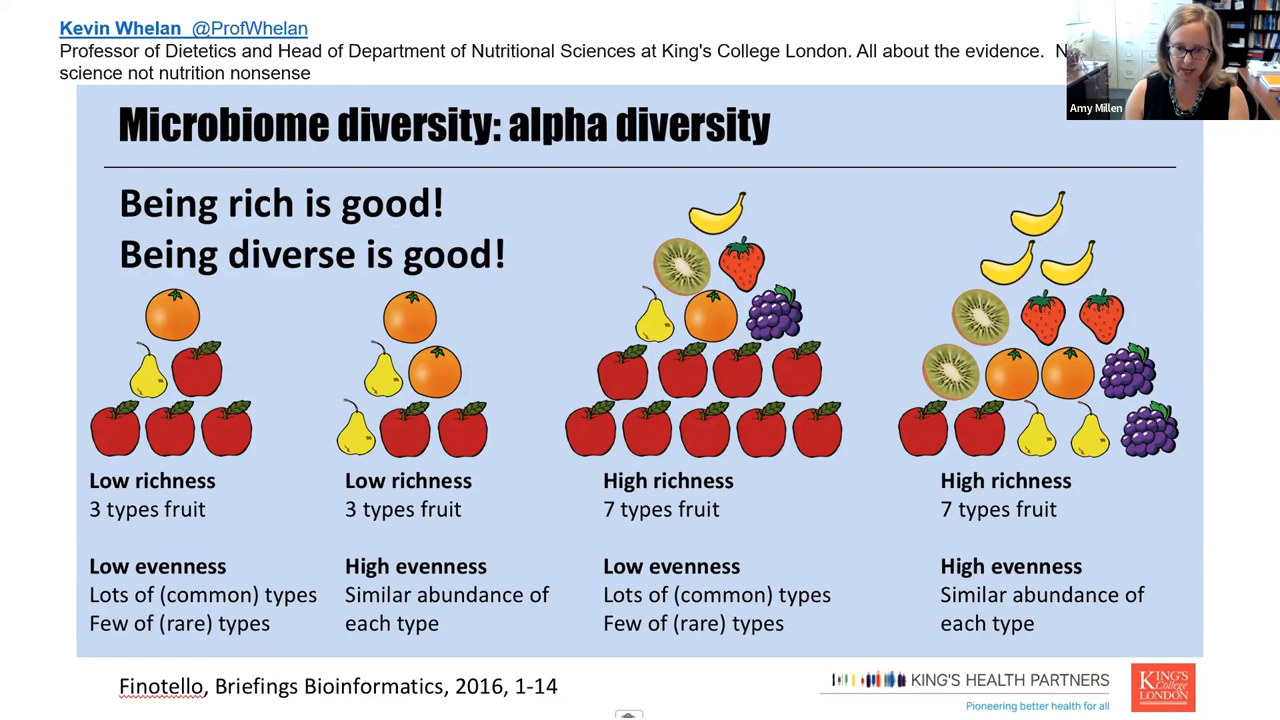 Kevin Whelan @ProfWhelan
Professor of Dietetics and Head of Department of Nutritional Sciences at King's College London. All about the evidence.
science not nutrition nonsense
Amy Millen
Microbiome diversity: alpha diversity
Being rich is good!
Being diverse is good!
Low richness
3 types fruit
Low evenness
Lots of (common) types
Few of (rare) types
Low richness
3 types fruit
High evenness
Similar abundance of
each type
High richness
7 types fruit
Low evenness
Lots of (common) types
Few of (rare) types
High richness
7 types fruit
High evenness
Similar abundance of
each type
Finotello, Briefings Bioinformatics, 2016, 1-14
KING'S HEALTH PARTNERS
Pioneering better health for all
KING'S
College
LONDON